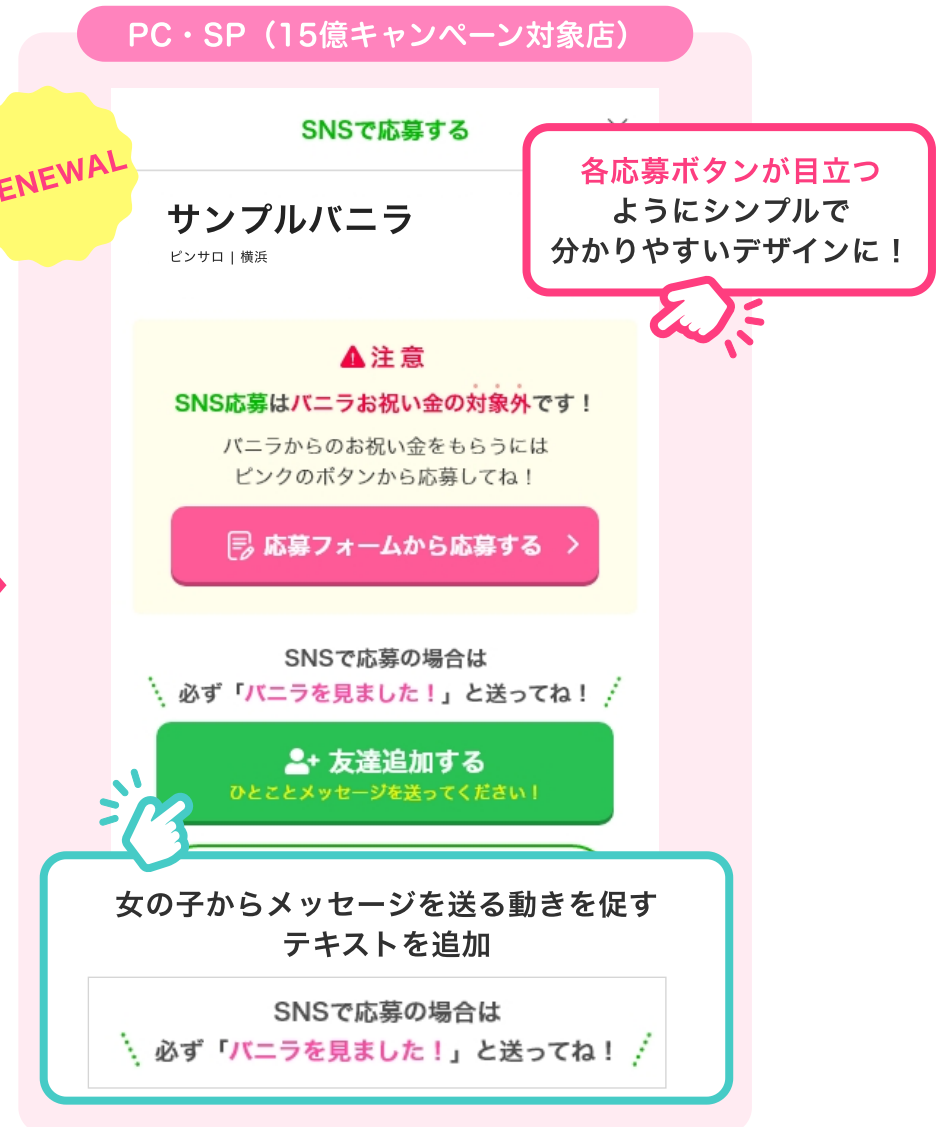 PC・SP（15億キャンペーン対象店）
ENEWAL
SNSで応募する
各応募ボタンが目立つ
ようにシンプルで
分かりやすいデザインに！
サンプルバニラ
ピンサロ | 横浜
注意
SNS応募はバニラお祝い金の対象外です！
バニラからのお祝い金をもらうには
ピンクのボタンから応募してね！
応募フォームから応募する
SNSで応募の場合は
必ず「バニラを見ました！」と送ってね！
友達追加する
ひとことメッセージを送ってください！
女の子からメッセージを送る動きを促す
テキストを追加
SNSで応募の場合は
必ず「バニラを見ました！」と送ってね！